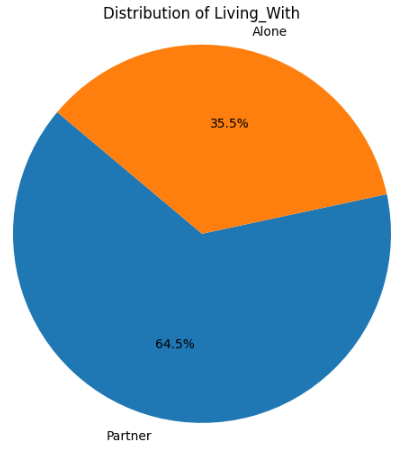 Distribution of Living_With
Alone
35.5%
64.5%
Partner